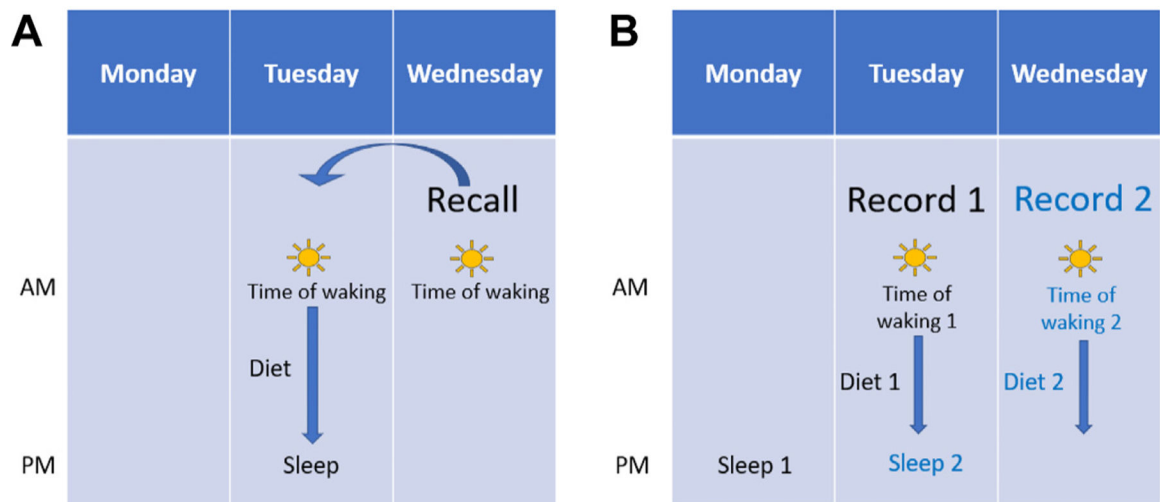 A
Monday Tuesday Wednesday
Recall
AM
Time of waking Time of waking
Diet
PM
Sleep
B
Monday Tuesday Wednesday
Record 1 Record 2
AM
Time of
waking 1
Time of
waking 2
Diet 1 Diet 2
PM
Sleep 1 Sleep 2